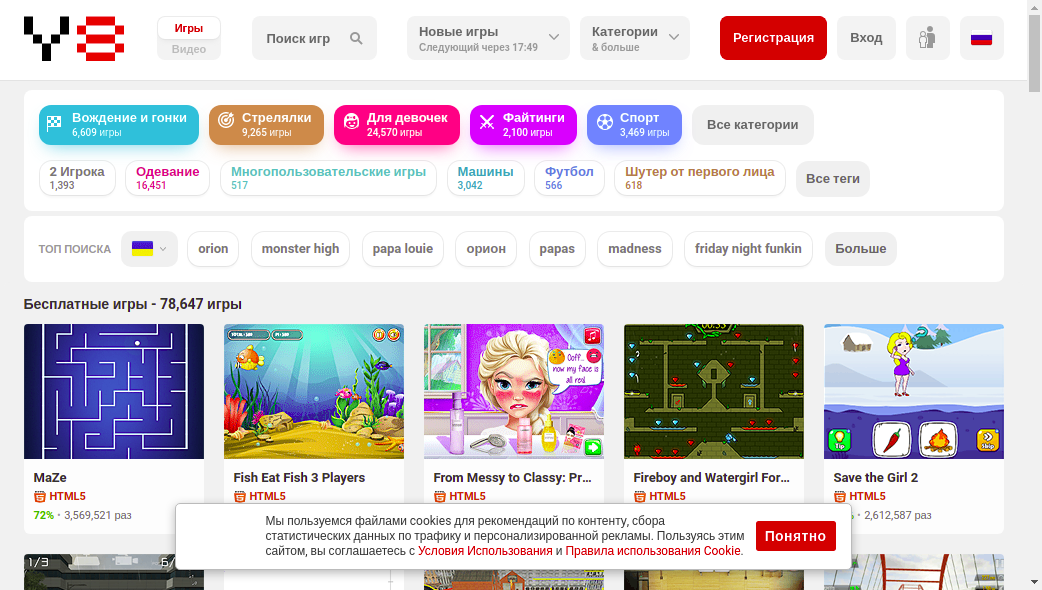 Y8
Игры
Видео
Поиск игр
Новые игры
Следующий через 17:49
Категории
& больше
Регистрация
Вход
Вождение и гонки
6,609 игры
Стрелялки
9,265 игры
Для девочек
24,570 игры
Файтинги
2,100 игры
Спорт
3,469 игры
Все категории
2 Игрока
1,393
Одевание
16,451
Многопользовательские игры
517
Машины
3,042
Футбол
566
Шутер от первого лица
618
Все теги
ТОП ПОИСКА
orion
monster high
papa louie
орион
papas
madness
friday night funkin
Больше
Бесплатные игры - 78,647 игры
Ooff..
now my face is
all red
Tip
Skip
MaZe
HTML5
72% • 3,569,521 раз
Fish Eat Fish 3 Players
HTML5
From Messy to Classy: Pr...
HTML5
Fireboy and Watergirl For...
HTML5
Save the Girl 2
HTML5
% • 2,612,587 раз
Мы пользуемся файлами cookies для рекомендаций по контенту, сбора
статистических данных по трафику и персонализированной рекламы. Пользуясь этим
сайтом, вы соглашаетесь с Условия Использования и Правила использования Cookie.
Понятно
1/3
6/